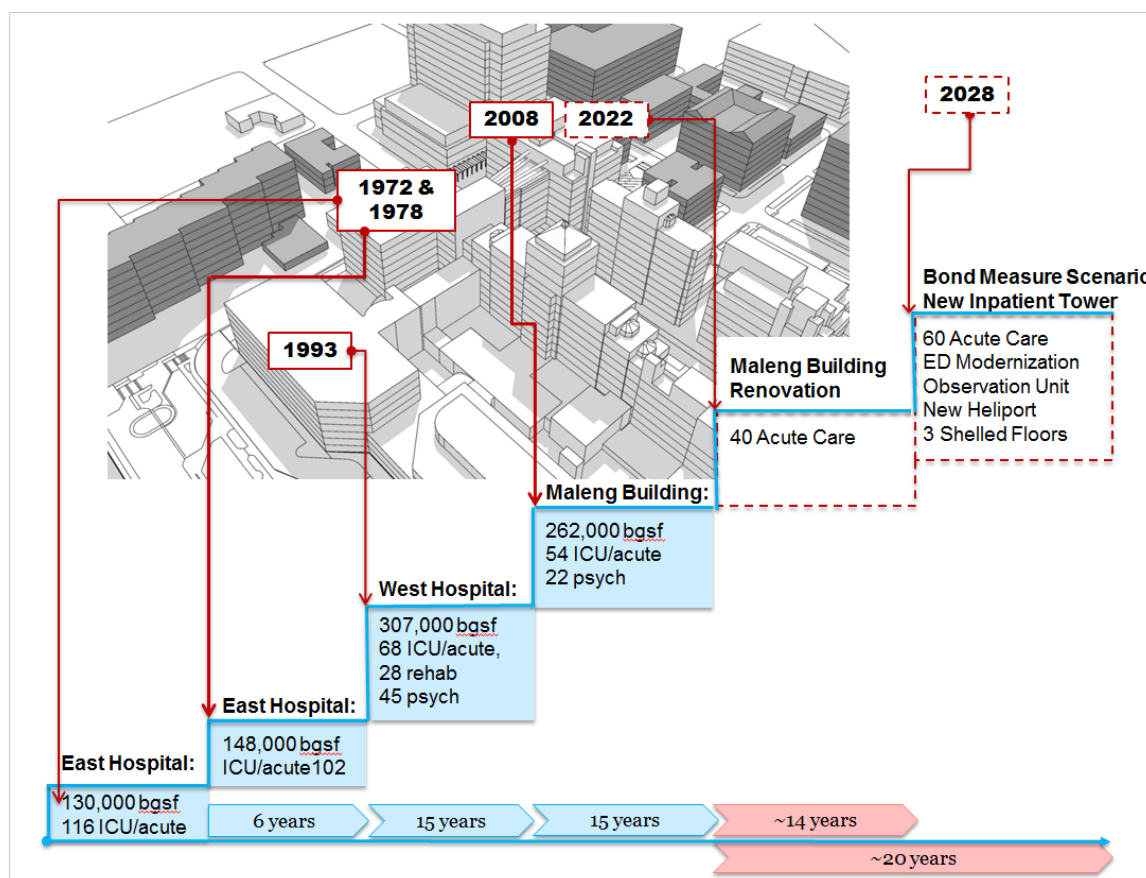 2028
2008
2022
1972 &
1978
1993
Bond Measure Scenario
New Inpatient Tower
60 Acute Care
ED Modernization
Observation Unit
New Heliport
3 Shelled Floors
Maleng Building
Renovation
40 Acute Care
Maleng Building:
262,000 bgsf
54 ICU/acute
22 psych
West Hospital:
307,000 bgsf
68 ICU/acute,
28 rehab
45 psych
East Hospital:
148,000 bgsf
ICU/acute102
East Hospital:
130,000 bgsf
116 ICU/acute
6 years
15 years
15 years
~14 years
~20 years